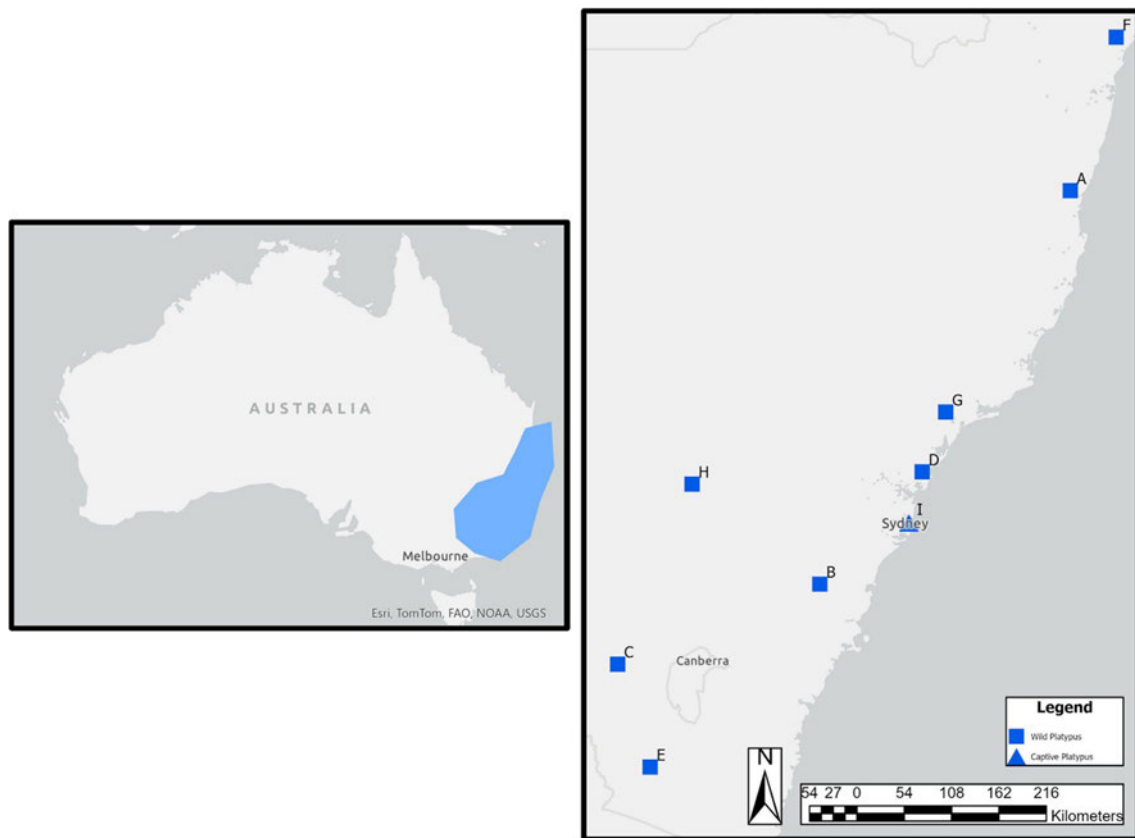 AUSTRALIA
Melbourne
Esri, TomTom, FAO, NOAA, USGS
F
A
G
D
H
I
Sydney
B
C
Canberra
E
Legend
Wild Platypus
Captive Platypus
N
54 27 0 54 108 162 216
Kilometers